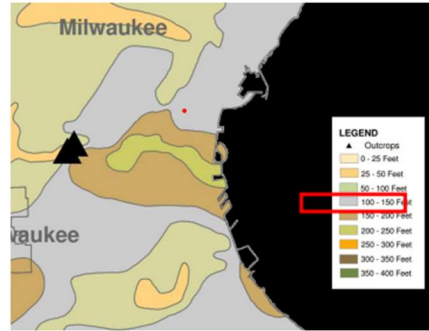 Milwaukee
waukee
LEGEND
Outcrops
0 - 25 Feet
25 - 50 Feet
50 - 100 Feet
100 - 150 Feet
150 - 200 Feet
200 - 250 Feet
250 - 300 Feet
300 - 350 Feet
350 - 400 Feet